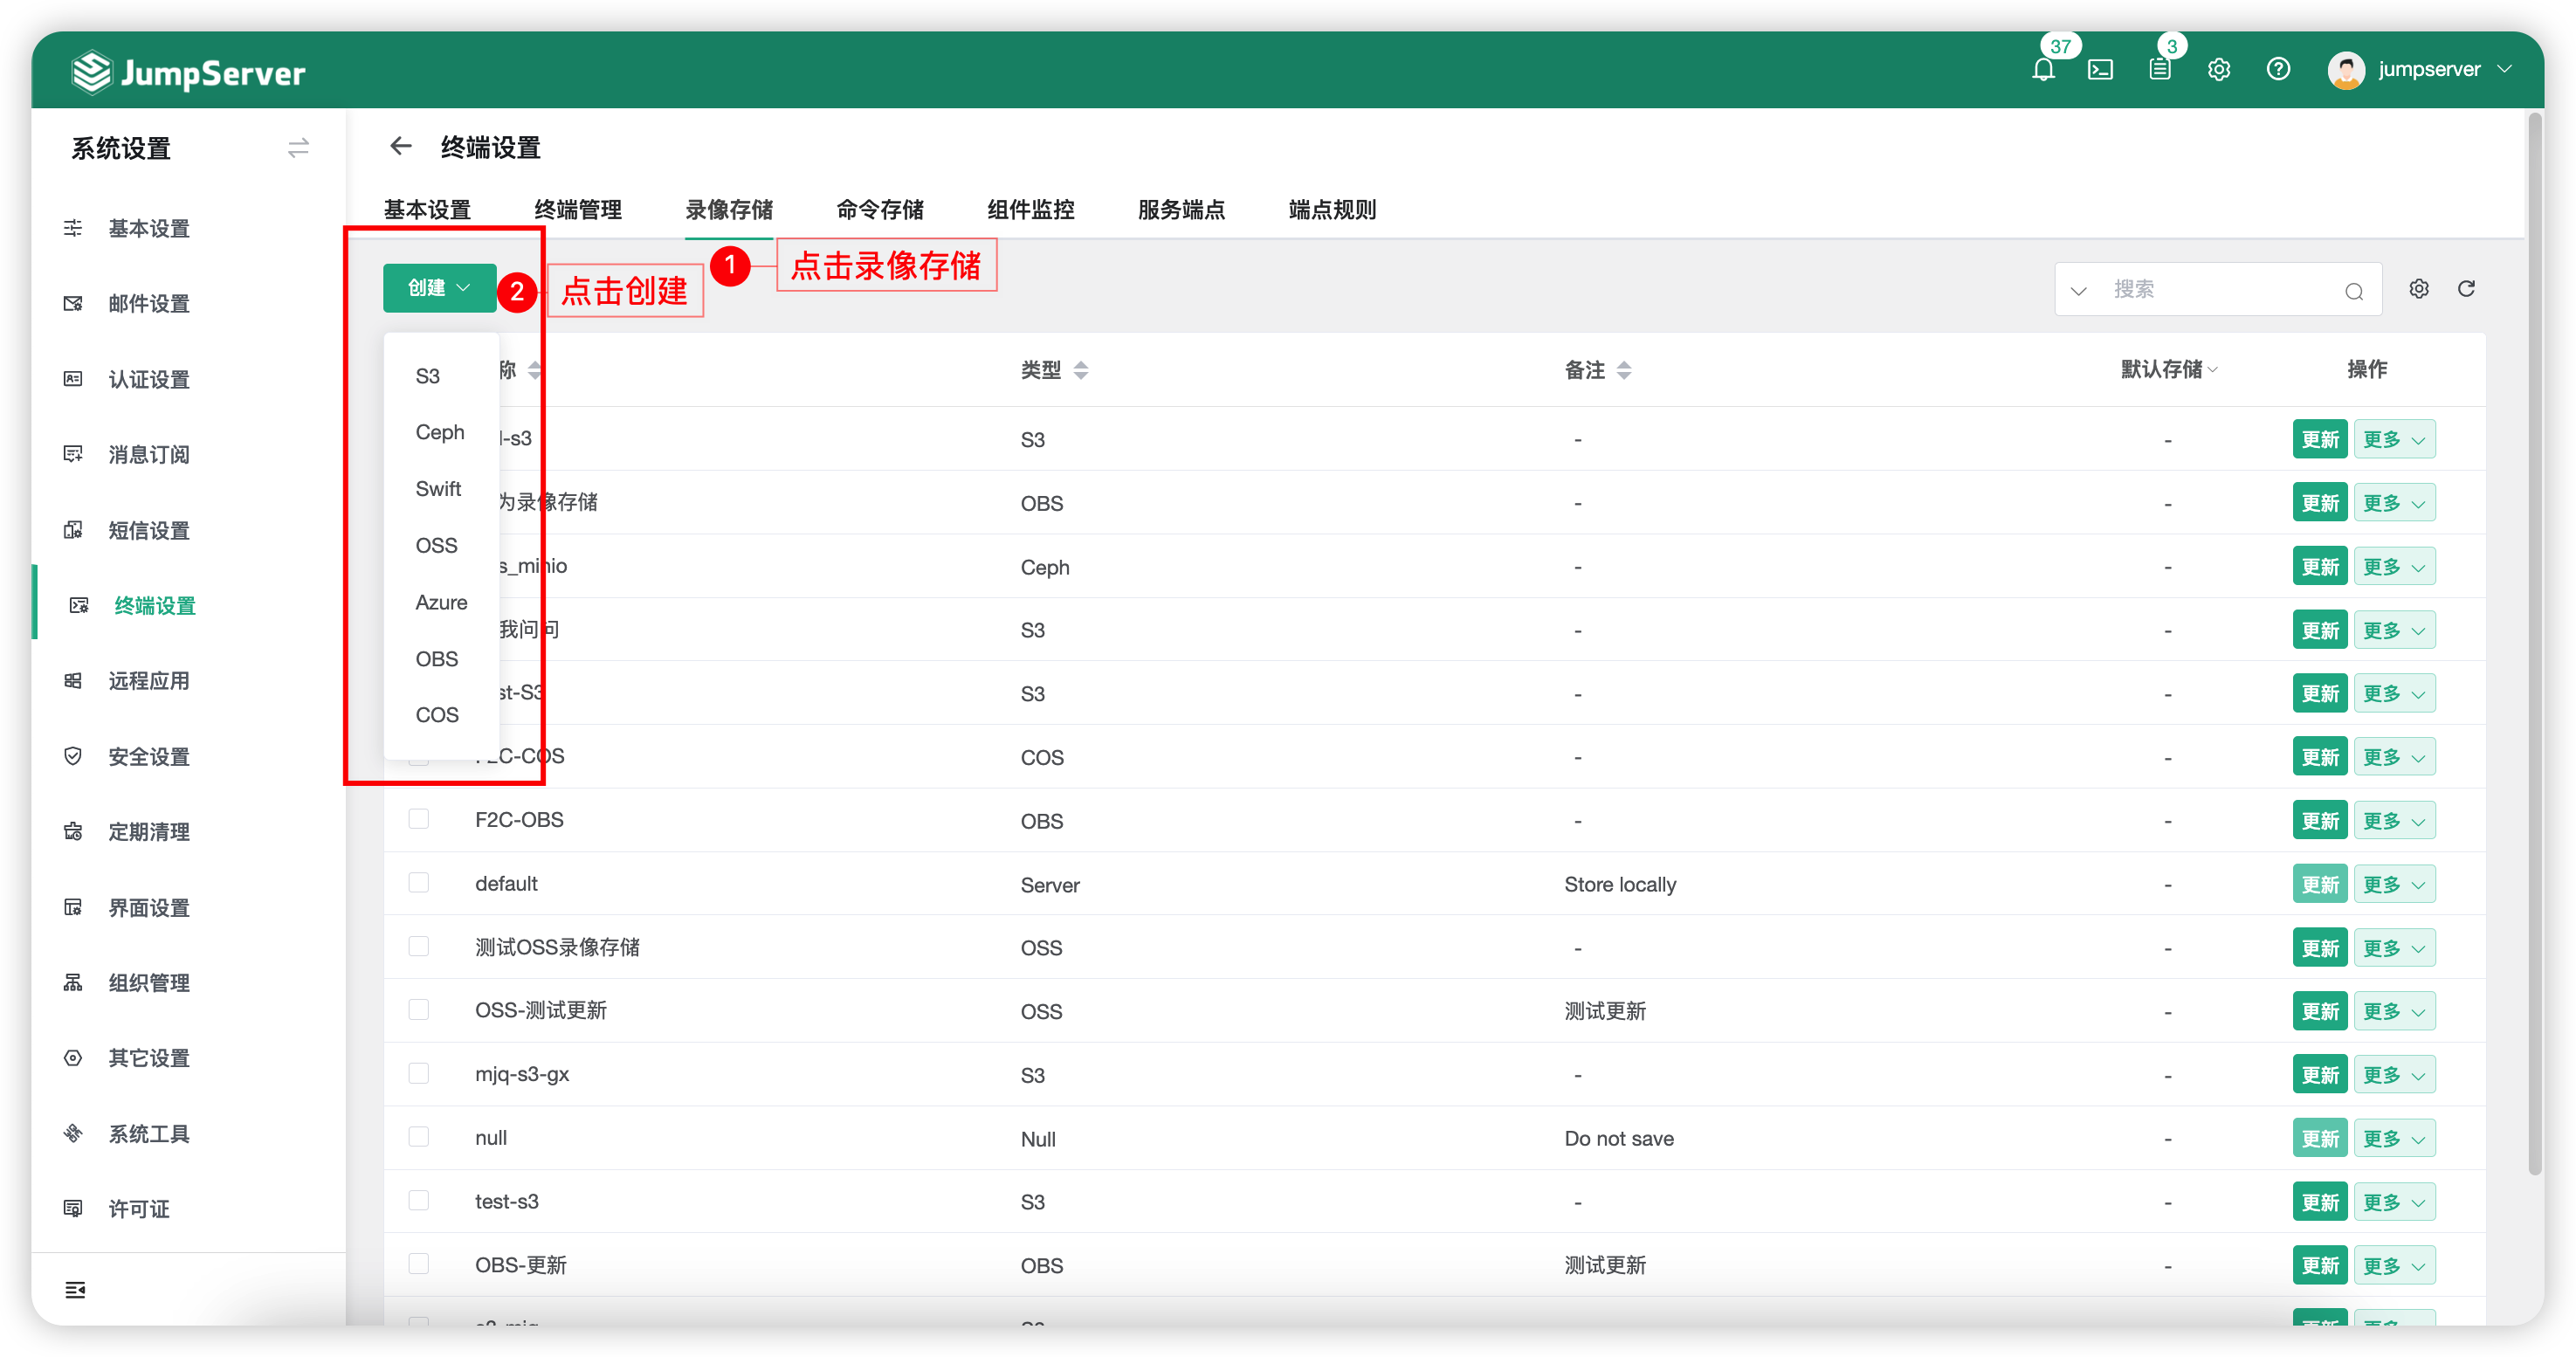 JumpServer
37
3
jumpserver
系统设置
基本设置
邮件设置
认证设置
消息订阅
短信设置
终端设置
远程应用
安全设置
定期清理
界面设置
组织管理
其它设置
系统工具
许可证
终端设置
基本设置 终端管理 录像存储 命令存储 组件监控 服务端点 端点规则
1 点击录像存储
创建 2 点击创建
搜索
S3
Ceph
Swift
OSS
Azure
OBS
COS
称 类型 备注 默认存储 操作
l-s3 S3 - - 更新 更多
为录像存储 OBS - - 更新 更多
s_minio Ceph - - 更新 更多
我问问 S3 - - 更新 更多
st-S3 S3 - - 更新 更多
F2C-COS COS - - 更新 更多
F2C-OBS OBS - - 更新 更多
default Server Store locally - 更新 更多
测试OSS录像存储 OSS - - 更新 更多
OSS-测试更新 OSS 测试更新 - 更新 更多
mjq-s3-gx S3 - - 更新 更多
null Null Do not save - 更新 更多
test-s3 S3 - - 更新 更多
OBS-更新 OBS 测试更新 - 更新 更多